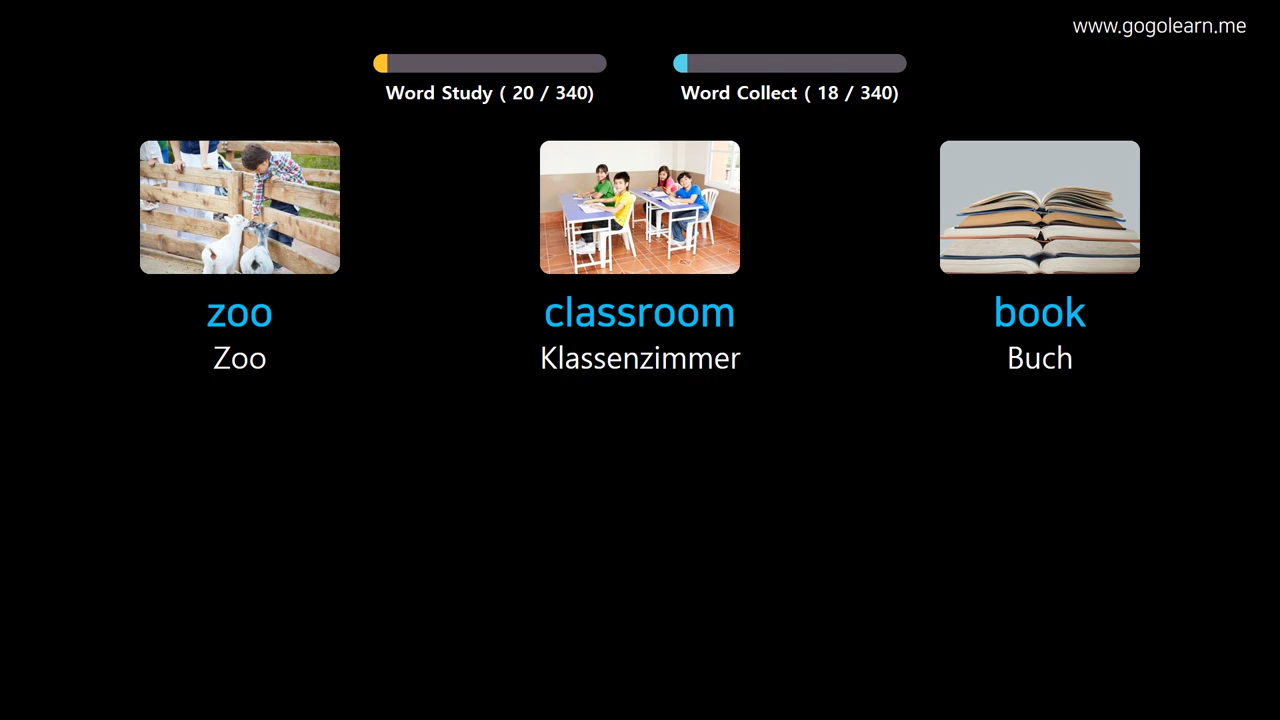 www.gogolearn.me
Word Study ( 20 / 340)
Word Collect ( 18 / 340)
zoo
Zoo
classroom
Klassenzimmer
book
Buch